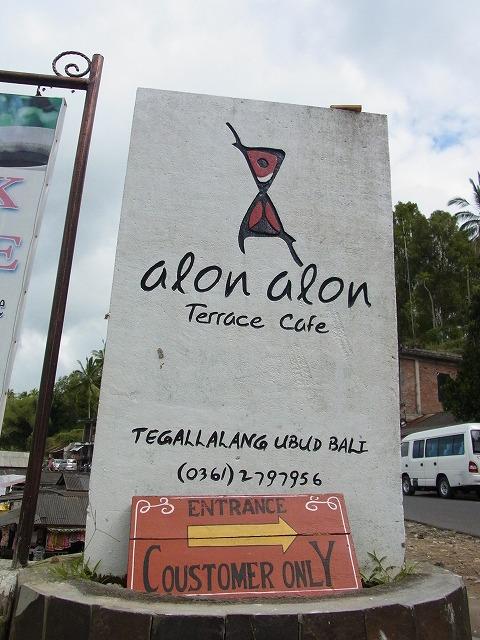 alon alon
Terrace Cafe
TEGALLALANG UBUD BALI
(0361) 2797956
ENTRANCE
COUSTOMER ONLY
K
E